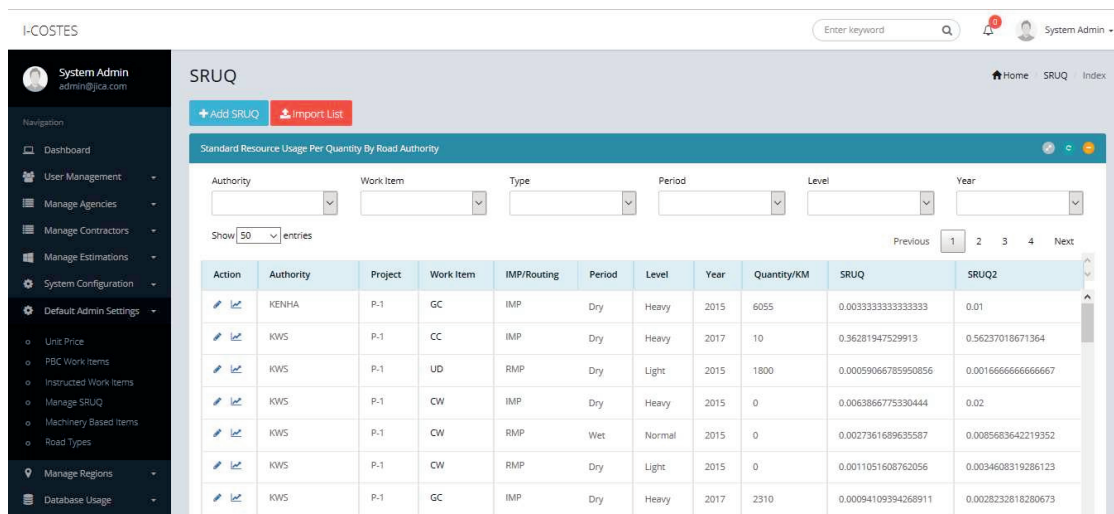 I-COSTES
Enter keyword
0
System Admin
System Admin
admin@jica.com
Navigation
Dashboard
User Management
Manage Agencies
Manage Contractors
Manage Estimations
System Configuration
Default Admin Settings
Unit Price
PBC Work Items
Instructed Work Items
Manage SRUQ
Machinery Based Items
Road Types
Manage Regions
Database Usage
SRUQ
Home SRUQ Index
+ Add SRUQ Import List
Standard Resource Usage Per Quantity By Road Authority
Authority Work Item Type Period Level Year
Show 50 entries
Previous 1 2 3 4 Next
Action Authority Project Work Item IMP/Routing Period Level Year Quantity/KM SRUQ SRUQ2
KENHA P-1 GC IMP Dry Heavy 2015 6055 0.0033333333333333 0.01
KWS P-1 CC IMP Dry Heavy 2017 10 0.36281947529913 0.56237018671364
KWS P-1 UD RMP Dry Light 2015 1800 0.00059066785950856 0.0016666666666667
KWS P-1 CW IMP Dry Heavy 2015 0 0.0063866775330444 0.02
KWS P-1 CW RMP Wet Normal 2015 0 0.0027361689635587 0.0085683642219352
KWS P-1 CW RMP Dry Light 2015 0 0.0011051608762056 0.0034608319286123
KWS P-1 GC IMP Dry Heavy 2017 2310 0.00094109394268911 0.0028232818280673